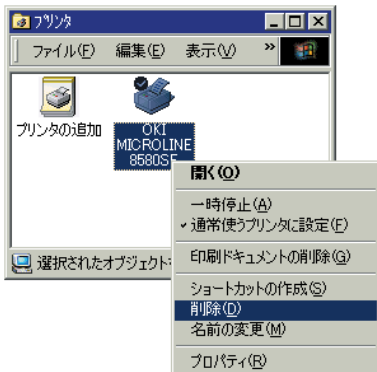 プリンタ
ファイル(F) 編集(E) 表示(V) »
プリンタの追加
OKI
MICROLINE
8580SE
開く(O)
一時停止(A)
通常使うプリンタに設定(F)
印刷ドキュメントの削除(G)
ショートカットの作成(S)
削除(D)
名前の変更(M)
プロパティ(R)
選択されたオブジェクト